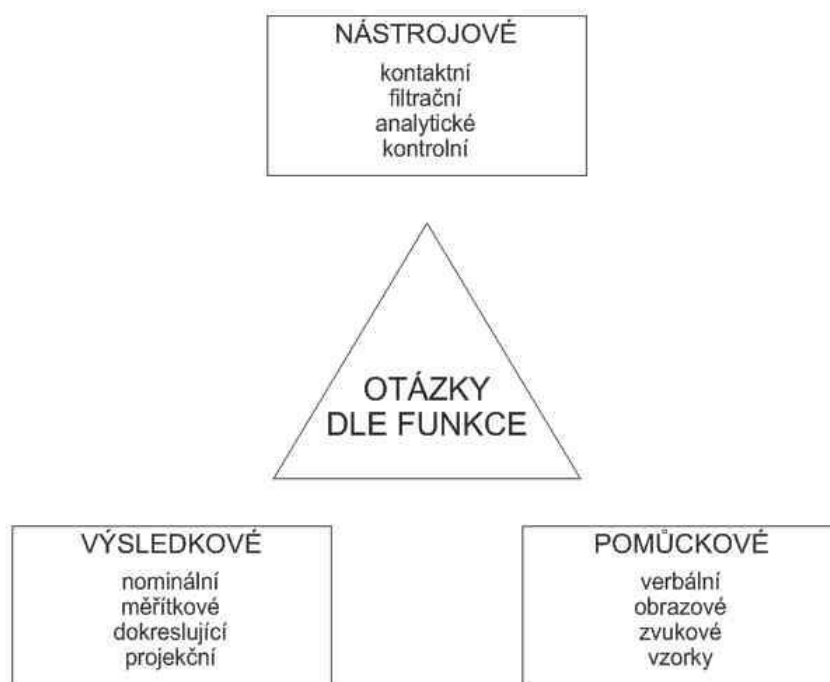 NÁSTROJOVÉ
kontaktní
filtrační
analytické
kontrolní
OTÁZKY
DLE FUNKCE
VÝSLEDKOVÉ
nominální
měřítkové
dokreslující
projekční
POMŮCKOVÉ
verbální
obrazové
zvukové
vzorky